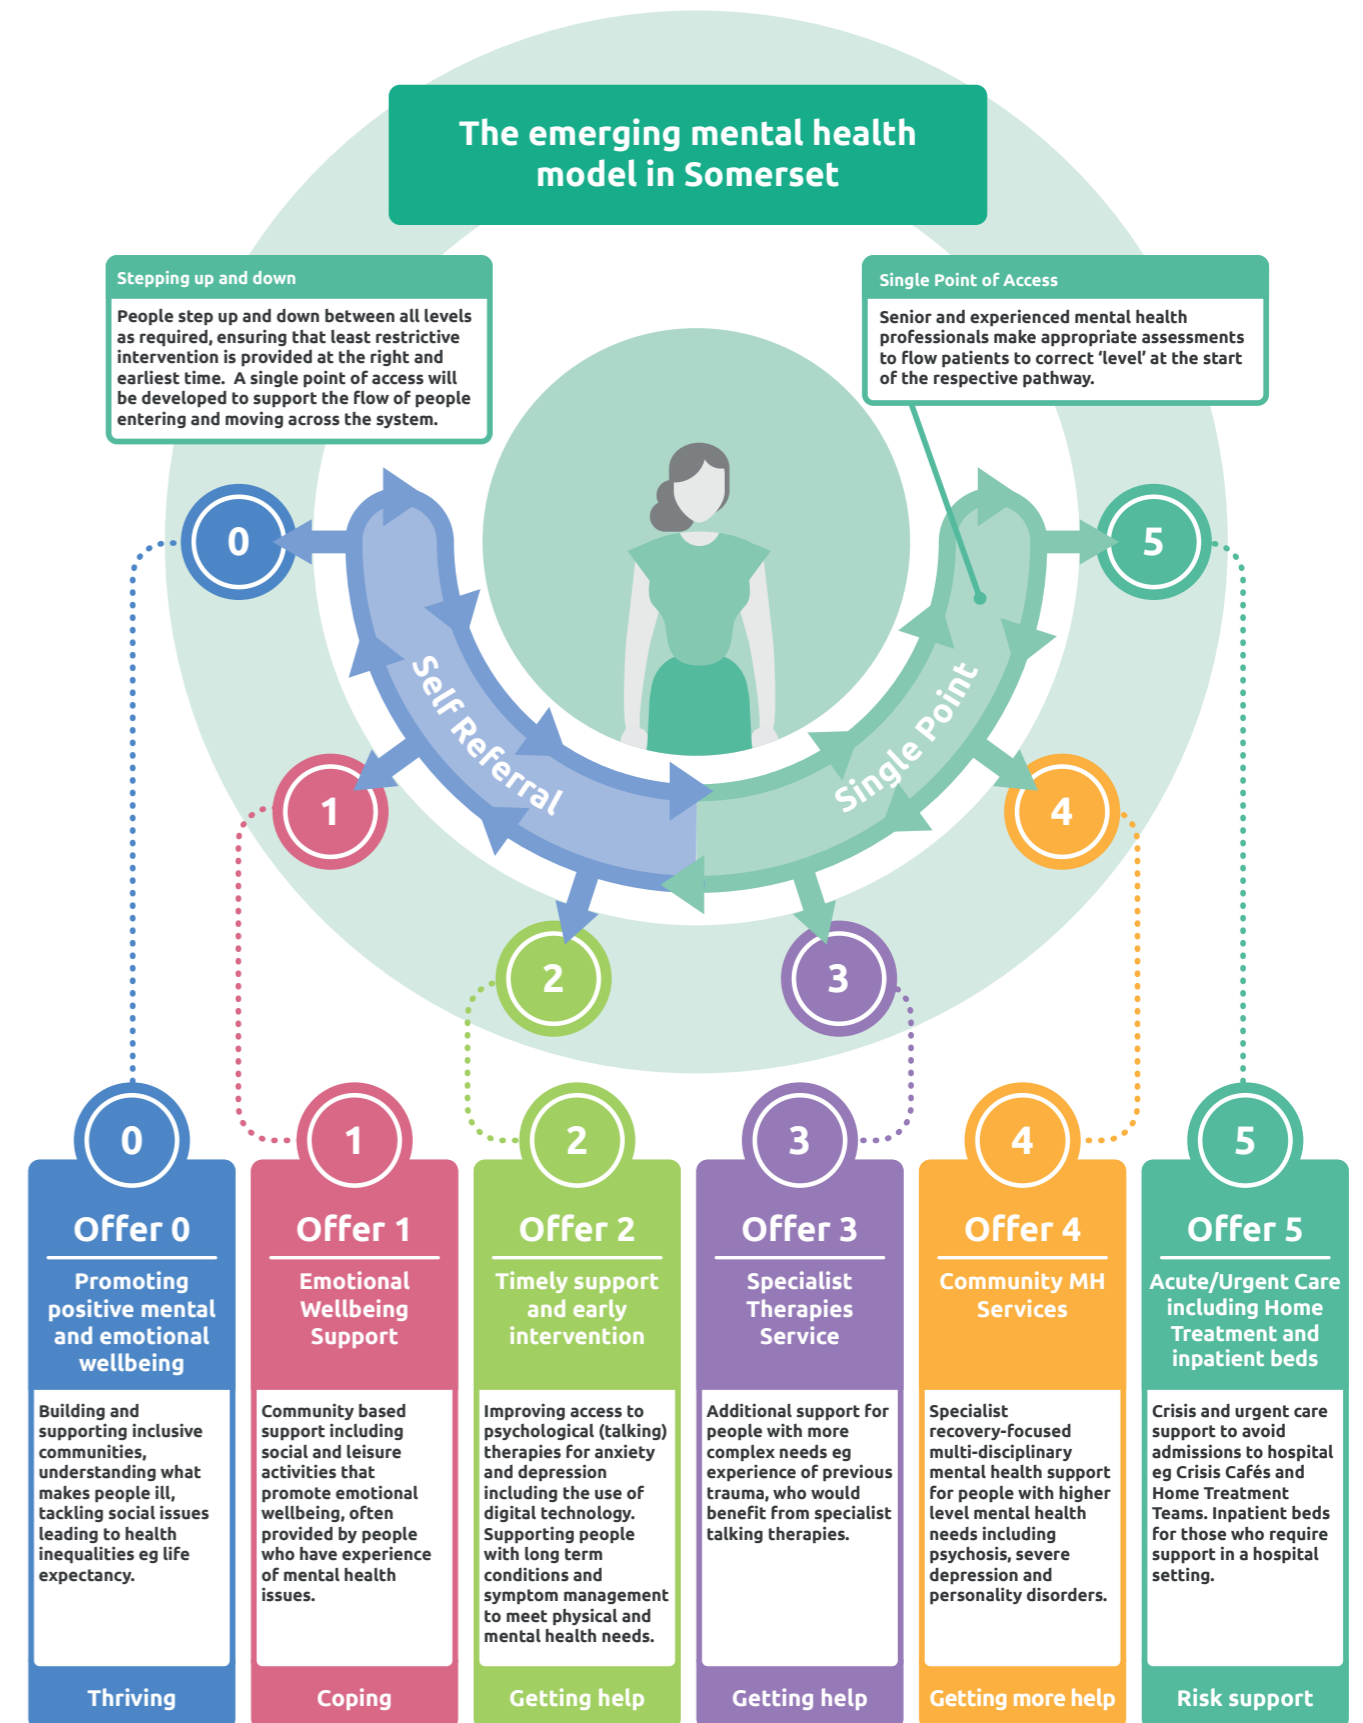 The emerging mental health
model in Somerset
Stepping up and down
People step up and down between all levels
as required, ensuring that least restrictive
intervention is provided at the right and
earliest time.  A single point of access will
be developed to support the flow of people
entering and moving across the system.
Single Point of Access
Senior and experienced mental health
professionals make appropriate assessments
to flow patients to correct ‘level’ at the start
of the respective pathway.
0
5
Self Referral
Single Point
1
4
2
3
0
Offer 0
Promoting
positive mental
and emotional
wellbeing
Building and
supporting inclusive
communities,
understanding what
makes people ill,
tackling social issues
leading to health
inequalities eg life
expectancy.
Thriving
1
Offer 1
Emotional
Wellbeing
Support
Community based
support including
social and leisure
activities that
promote emotional
wellbeing, often
provided by people
who have experience
of mental health
issues.
Coping
2
Offer 2
Timely support
and early
intervention
Improving access to
psychological (talking)
therapies for anxiety
and depression
including the use of
digital technology.
Supporting people
with long term
conditions and
symptom management
to meet physical and
mental health needs.
Getting help
3
Offer 3
Specialist
Therapies
Service
Additional support for
people with more
complex needs eg
experience of previous
trauma, who would
benefit from specialist
talking therapies.
Getting help
4
Offer 4
Community MH
Services
Specialist
recovery-focused
multi-disciplinary
mental health support
for people with higher
level mental health
needs including
psychosis, severe
depression and
personality disorders.
Getting more help
5
Offer 5
Acute/Urgent Care
including Home
Treatment and
inpatient beds
Crisis and urgent care
support to avoid
admissions to hospital
eg Crisis Cafés and
Home Treatment
Teams. Inpatient beds
for those who require
support in a hospital
setting.
Risk support